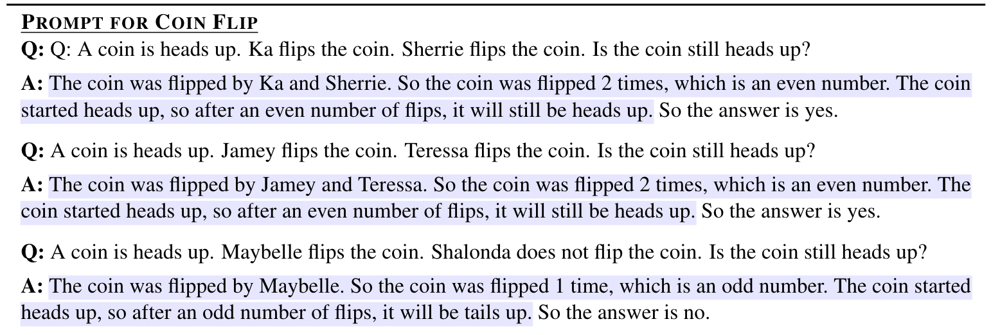 PROMPT FOR COIN FLIP
Q: Q: A coin is heads up. Ka flips the coin. Sherrie flips the coin. Is the coin still heads up?
A: The coin was flipped by Ka and Sherrie. So the coin was flipped 2 times, which is an even number. The coin
started heads up, so after an even number of flips, it will still be heads up. So the answer is yes.
Q: A coin is heads up. Jamey flips the coin. Teressa flips the coin. Is the coin still heads up?
A: The coin was flipped by Jamey and Teressa. So the coin was flipped 2 times, which is an even number. The
coin started heads up, so after an even number of flips, it will still be heads up. So the answer is yes.
Q: A coin is heads up. Maybelle flips the coin. Shalonda does not flip the coin. Is the coin still heads up?
A: The coin was flipped by Maybelle. So the coin was flipped 1 time, which is an odd number. The coin started
heads up, so after an odd number of flips, it will be tails up. So the answer is no.